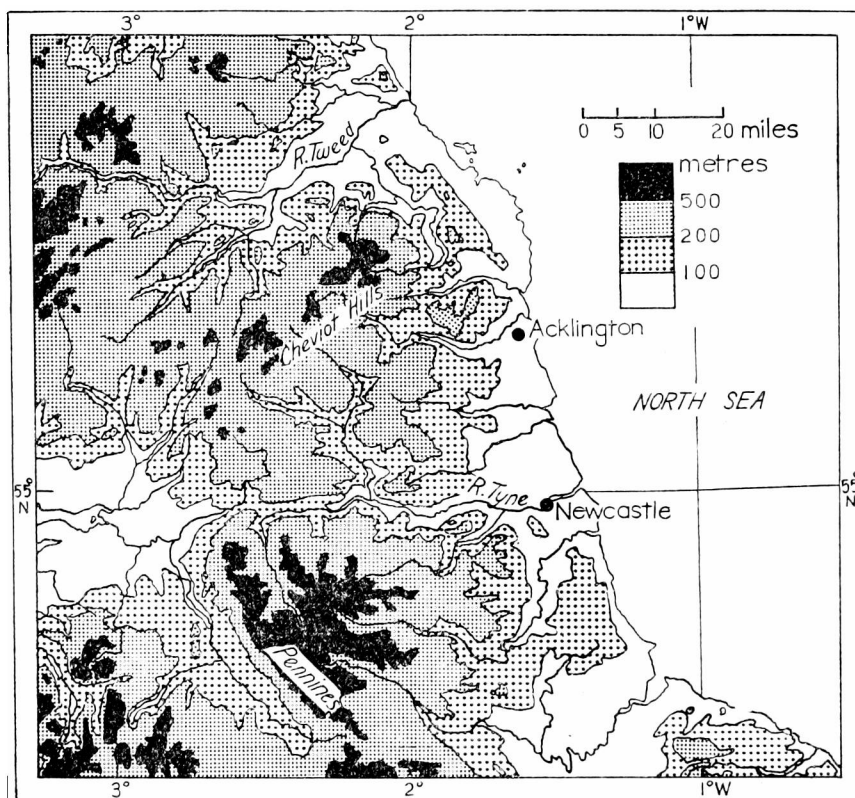 3° 2° 1°W
0 5 10 20 miles
R. Tweed
metres
500
200
100
Cheviot Hills
Acklington
NORTH SEA
55°
N
R. Tyne
55°
N
Newcastle
Pennines
3° 2° 1°W